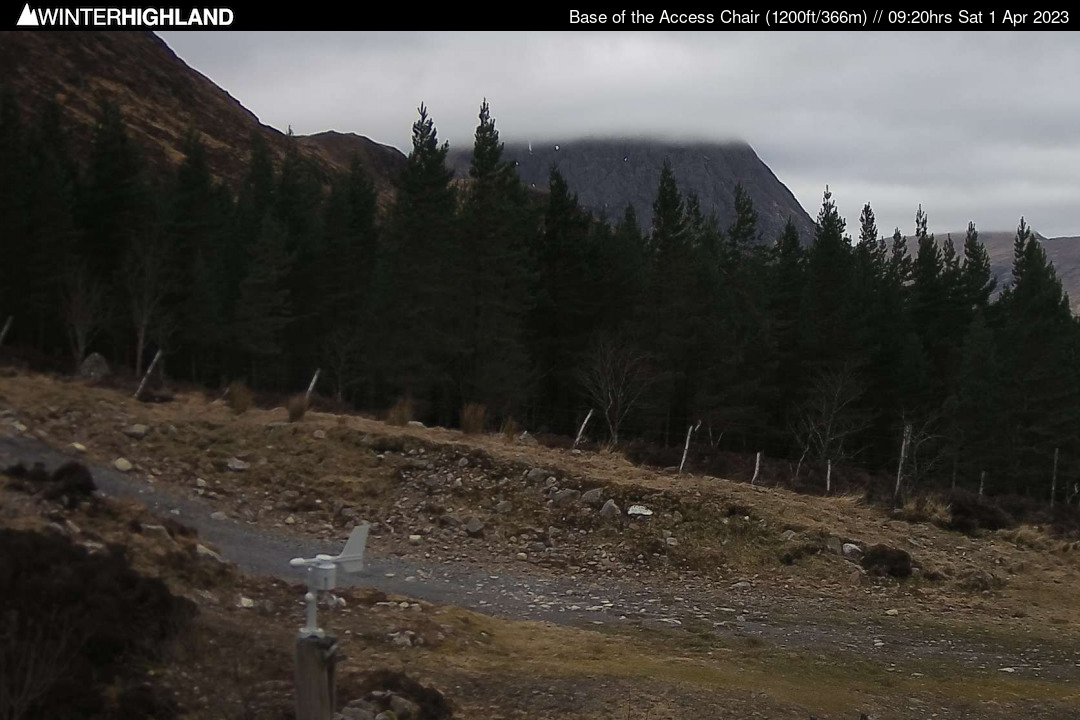 WINTERHIGHLAND
Base of the Access Chair (1200ft/366m) // 09:20hrs Sat 1 Apr 2023